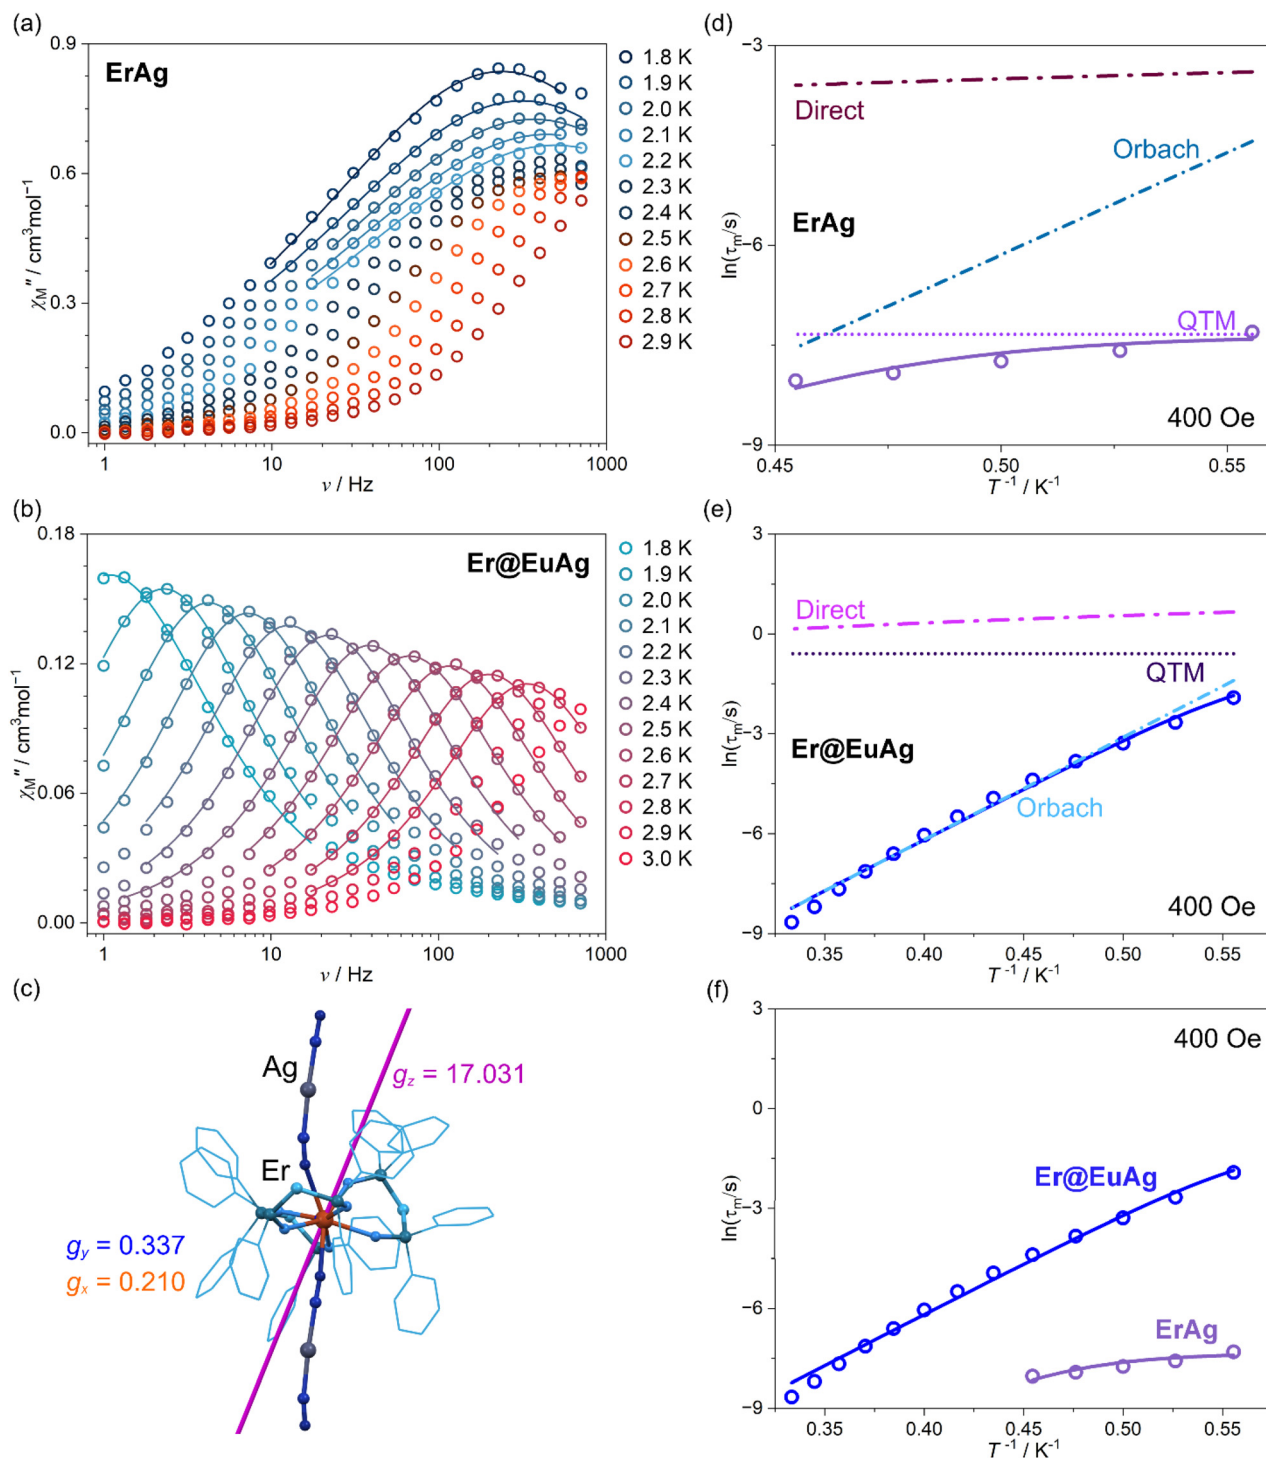 (a)
ErAg
χM″ / cm³mol⁻¹
0.9
0.6
0.3
0.0
1
10
100
1000
ν / Hz
1.8 K
1.9 K
2.0 K
2.1 K
2.2 K
2.3 K
2.4 K
2.5 K
2.6 K
2.7 K
2.8 K
2.9 K
(d)
ln(τm/s)
−3
−6
−9
Direct
Orbach
ErAg
QTM
400 Oe
0.45
0.50
0.55
T⁻¹ / K⁻¹
(b)
Er@EuAg
χM″ / cm³mol⁻¹
0.18
0.12
0.06
0.00
1
10
100
1000
ν / Hz
1.8 K
1.9 K
2.0 K
2.1 K
2.2 K
2.3 K
2.4 K
2.5 K
2.6 K
2.7 K
2.8 K
2.9 K
3.0 K
(e)
ln(τm/s)
3
0
−3
−6
−9
Direct
QTM
Er@EuAg
Orbach
400 Oe
0.35
0.40
0.45
0.50
0.55
T⁻¹ / K⁻¹
(c)
Ag
gz = 17.031
Er
gy = 0.337
gx = 0.210
(f)
ln(τm/s)
3
0
−3
−6
−9
400 Oe
Er@EuAg
ErAg
0.35
0.40
0.45
0.50
0.55
T⁻¹ / K⁻¹